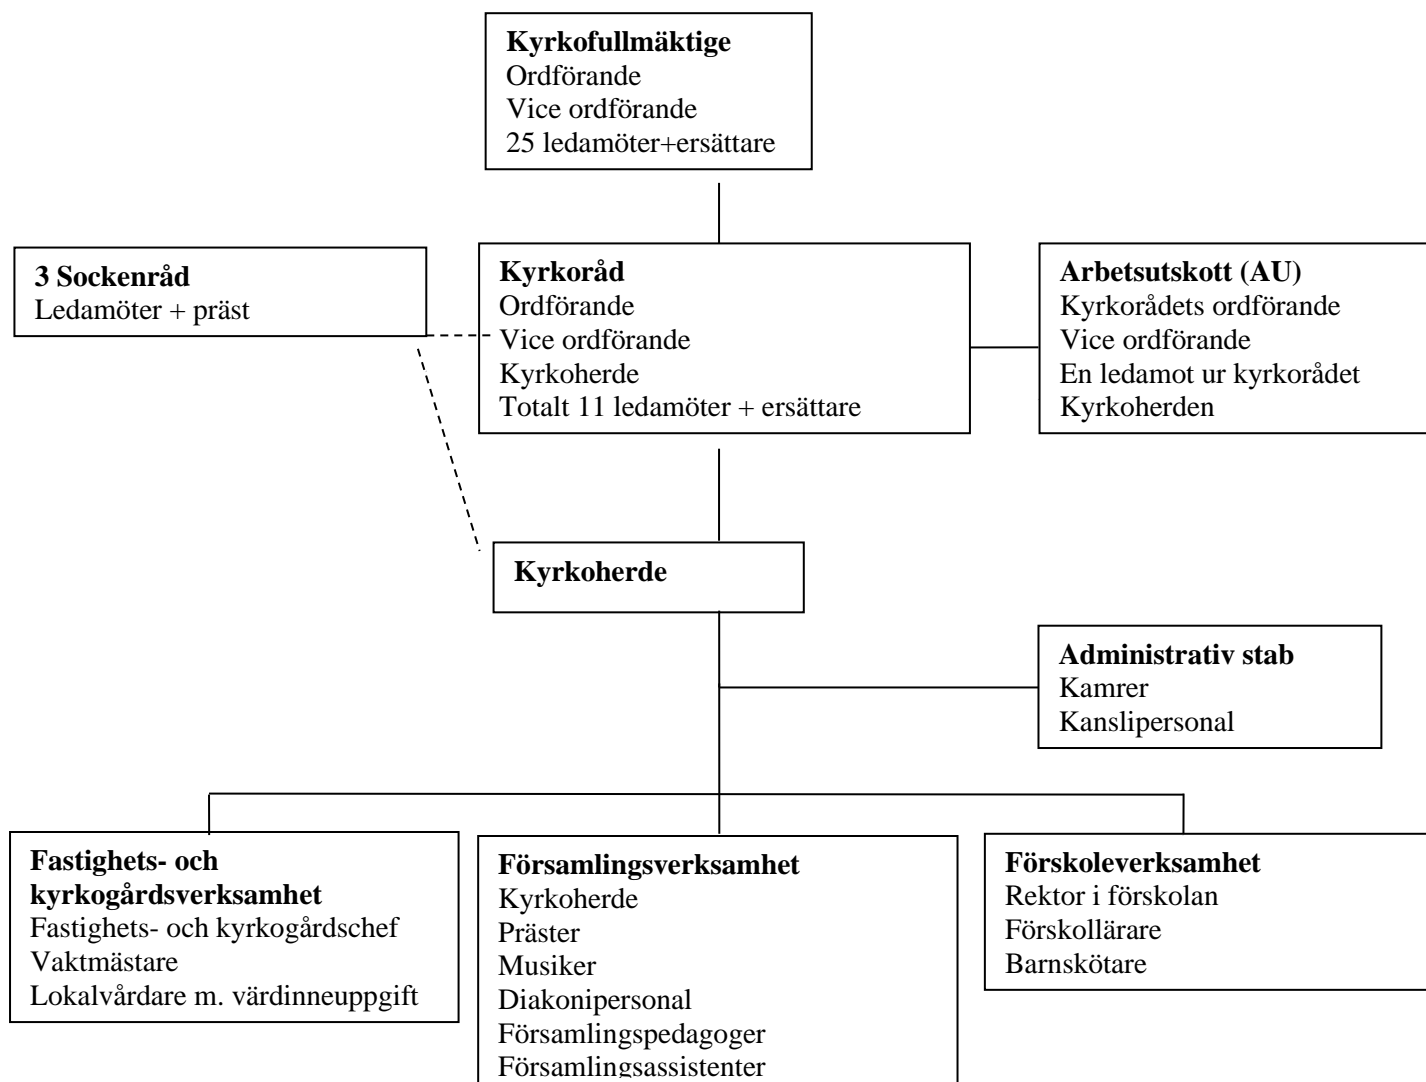 Kyrkofullmäktige
Ordförande
Vice ordförande
25 ledamöter+ersättare
3 Sockenråd
Ledamöter + präst
Kyrkoråd
Ordförande
Vice ordförande
Kyrkoherde
Totalt 11 ledamöter + ersättare
Arbetsutskott (AU)
Kyrkorådets ordförande
Vice ordförande
En ledamot ur kyrkorådet
Kyrkoherden
Kyrkoherde
Administrativ stab
Kamrer
Kanslipersonal
Fastighets- och
kyrkogårdsverksamhet
Fastighets- och kyrkogårdschef
Vaktmästare
Lokalvårdare m. värdinneuppgift
Församlingsverksamhet
Kyrkoherde
Präster
Musiker
Diakonipersonal
Församlingspedagoger
Församlingsassistenter
Förskoleverksamhet
Rektor i förskolan
Förskollärare
Barnskötare